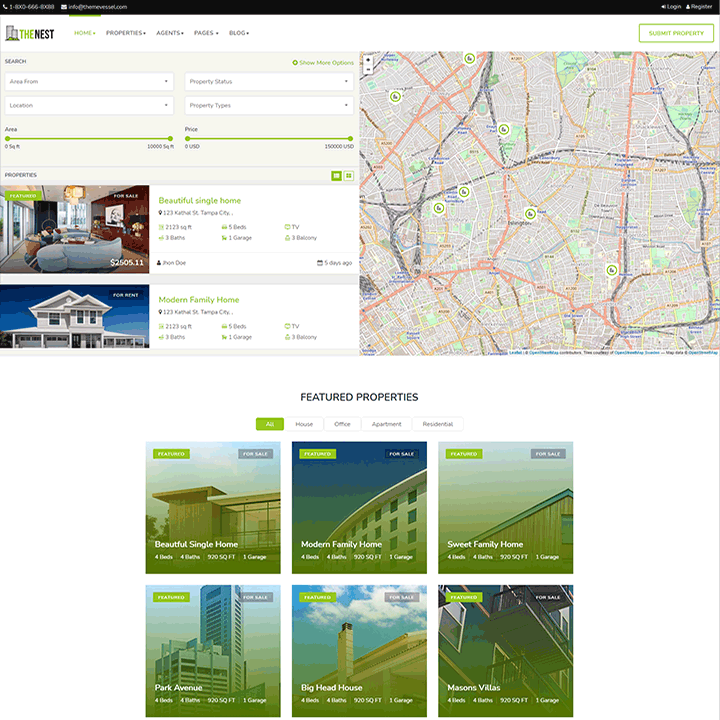 1-8X0-666-8X88 info@themevessel.com Login Register
THENEST HOME PROPERTIES AGENTS PAGES BLOG SUBMIT PROPERTY
SEARCH Show More Options
Area From Property Status
Location Property Types
Area Price
0 Sq ft 10000 Sq ft 0 USD 150000 USD
PROPERTIES
FEATURED FOR SALE
$2505.11
Beautiful single home
123 Kathal St. Tampa City, ,
2123 sq ft 5 Beds TV
3 Baths 1 Garage 3 Balcony
Jhon Doe 5 days ago
FOR RENT
Modern Family Home
123 Kathal St. Tampa City, ,
2123 sq ft 5 Beds TV
3 Baths 1 Garage 3 Balcony
+
-
Islington
Leaflet | © OpenStreetMap contributors, Tiles courtesy of OpenStreetMap Sweden — Map data © OpenStreetMap
FEATURED PROPERTIES
All House Office Apartment Residential
FEATURED FOR SALE
Beautful Single Home
4 Beds 4 Baths 920 SQ FT 1 Garage
FEATURED FOR SALE
Modern Family Home
4 Beds 4 Baths 920 SQ FT 1 Garage
FEATURED FOR SALE
Sweet Family Home
4 Beds 4 Baths 920 SQ FT 1 Garage
FEATURED FOR SALE
Park Avenue
4 Beds 4 Baths 920 SQ FT 1 Garage
FEATURED FOR SALE
Big Head House
4 Beds 4 Baths 920 SQ FT 1 Garage
FEATURED FOR SALE
Masons Villas
4 Beds 4 Baths 920 SQ FT 1 Garage